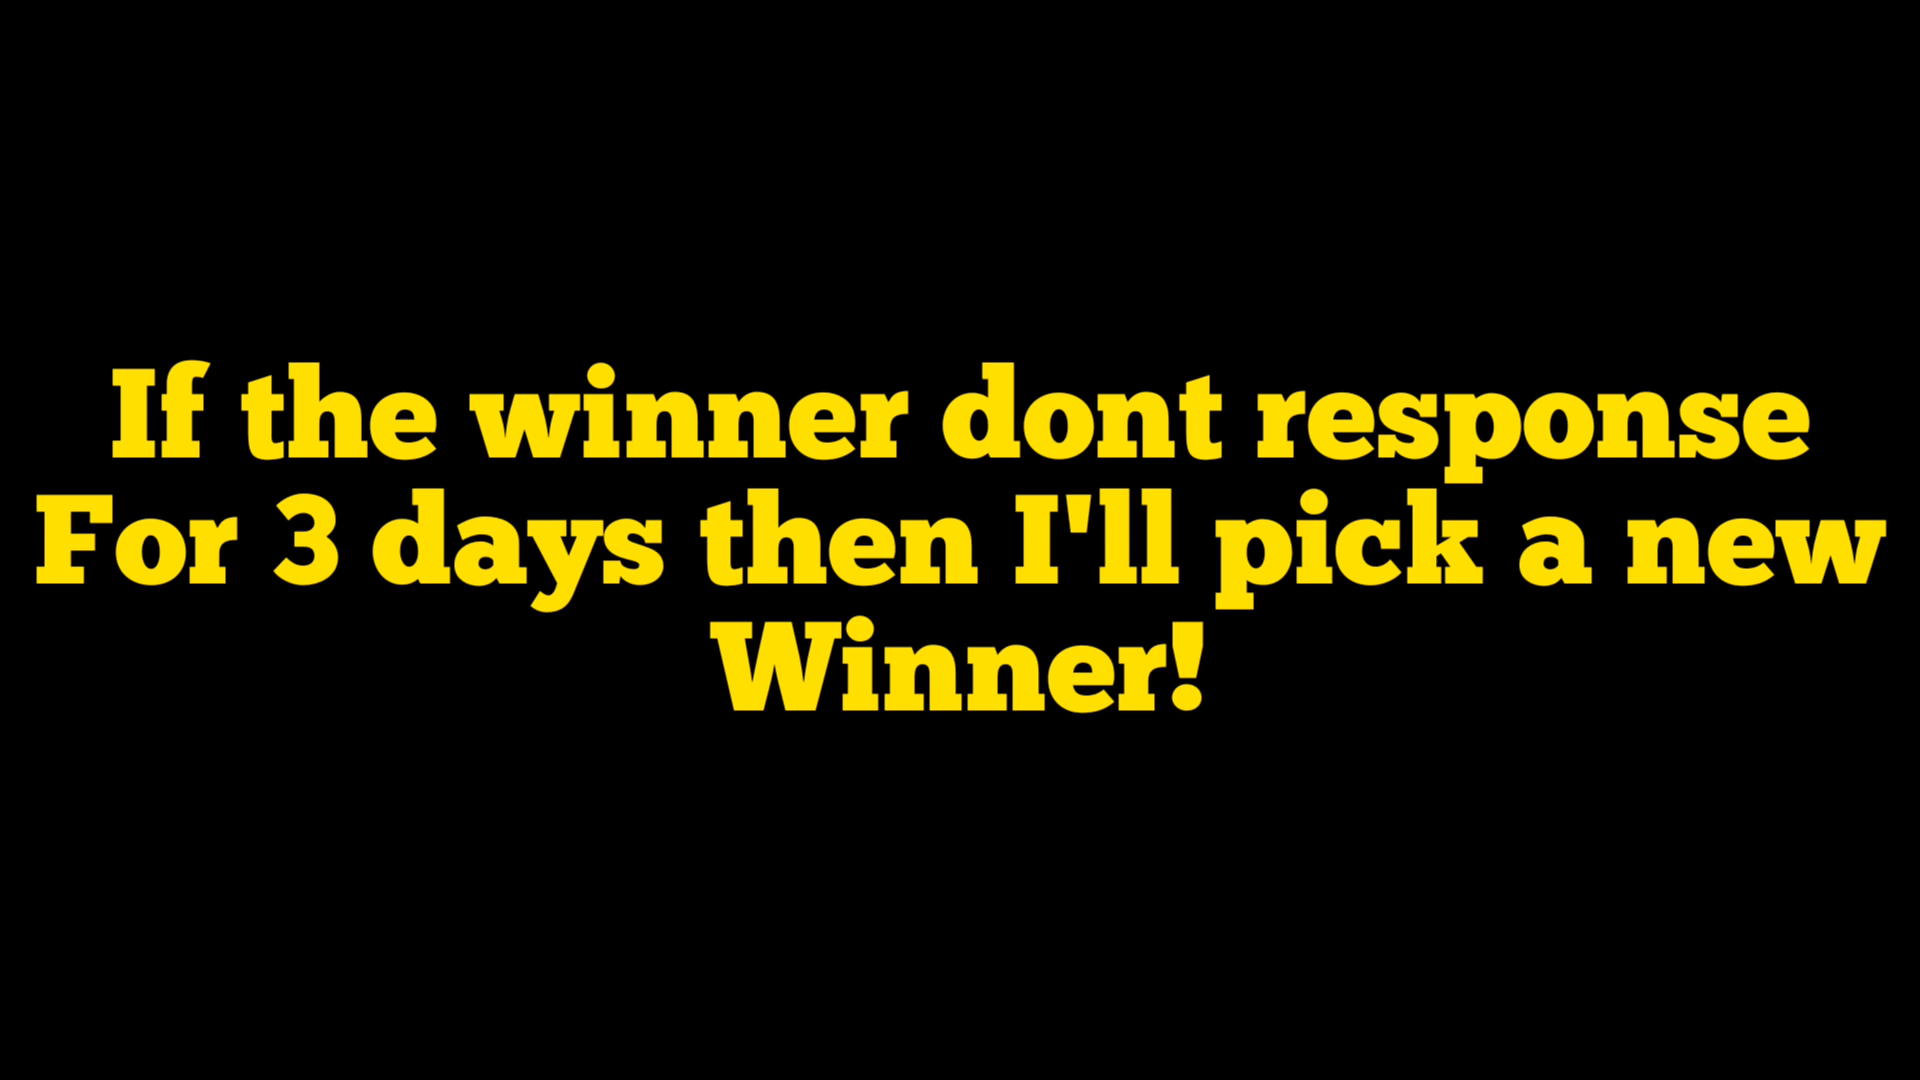 If the winner dont response
For 3 days then I'll pick a new
Winner!